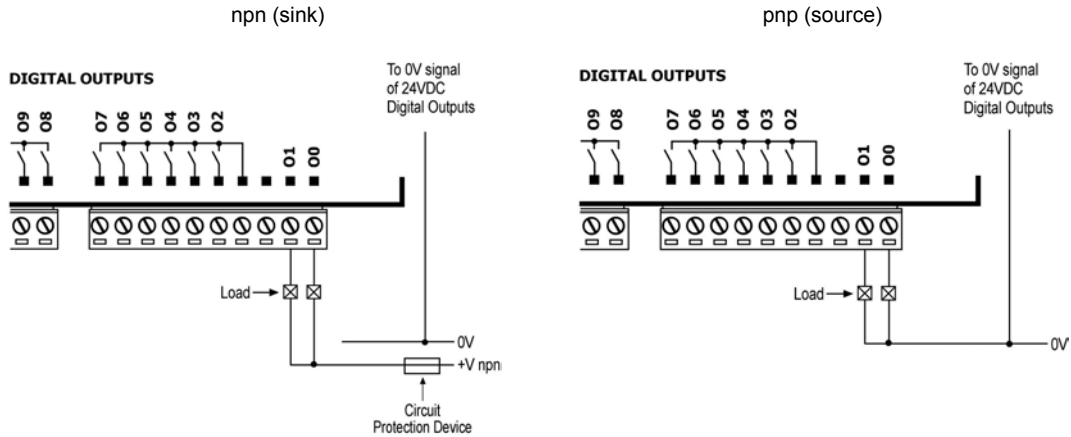 npn (sink)
DIGITAL OUTPUTS
To 0V signal
of 24VDC
Digital Outputs
O9 O8 O7 O6 O5 O4 O3 O2 O1 O0
Load
0V
+V npn
Circuit
Protection Device
pnp (source)
DIGITAL OUTPUTS
To 0V signal
of 24VDC
Digital Outputs
O9 O8 O7 O6 O5 O4 O3 O2 O1 O0
Load
0V